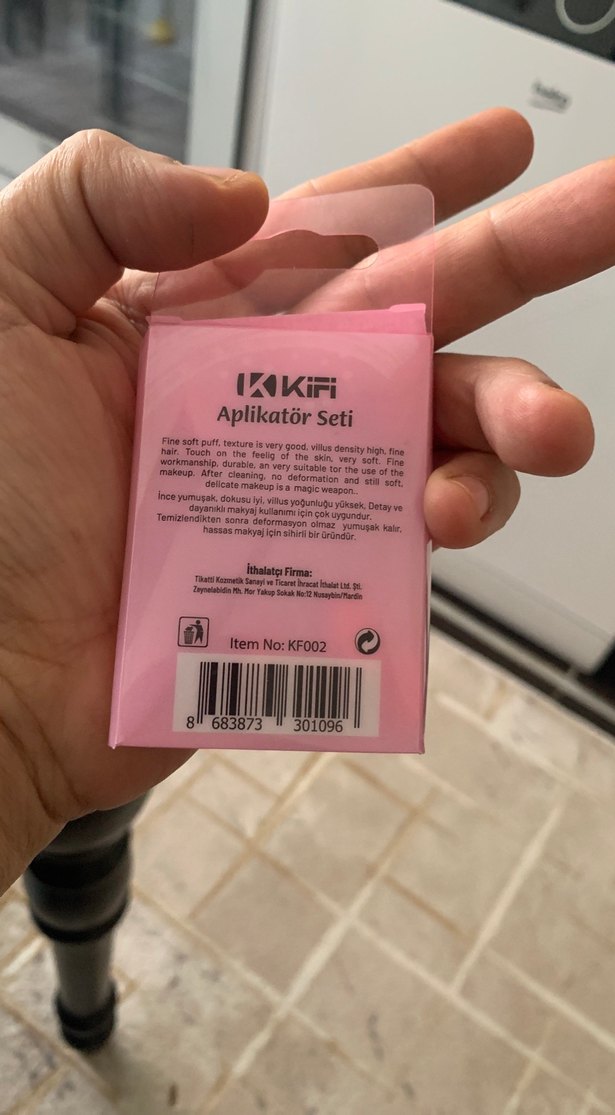 KiFi
Aplikatör Seti
Fine soft puff, texture is very good, villus density high, fine
hair. Touch on the feelig of the skin, very soft. Fine
workmanship, durable, an very suitable tor the use of the
makeup. After cleaning, no deformation and still soft,
delicate makeup is a magic weapon..
İnce yumuşak, dokusu iyi, villus yoğunluğu yüksek, Detay ve
dayanıklı makyaj kullanımı için çok uygundur.
Temizlendikten sonra deformasyon olmaz yumuşak kalır,
hassas makyaj için sihirli bir üründür.
İthalatçı Firma:
Tikatti Kozmetik Sanayi ve Ticaret İhracat İthalat Ltd. Şti.
Zeynelabidin Mh. Mor Yakup Sokak No:12 Nusaybin/Mardin
Item No: KF002
8 683873 301096